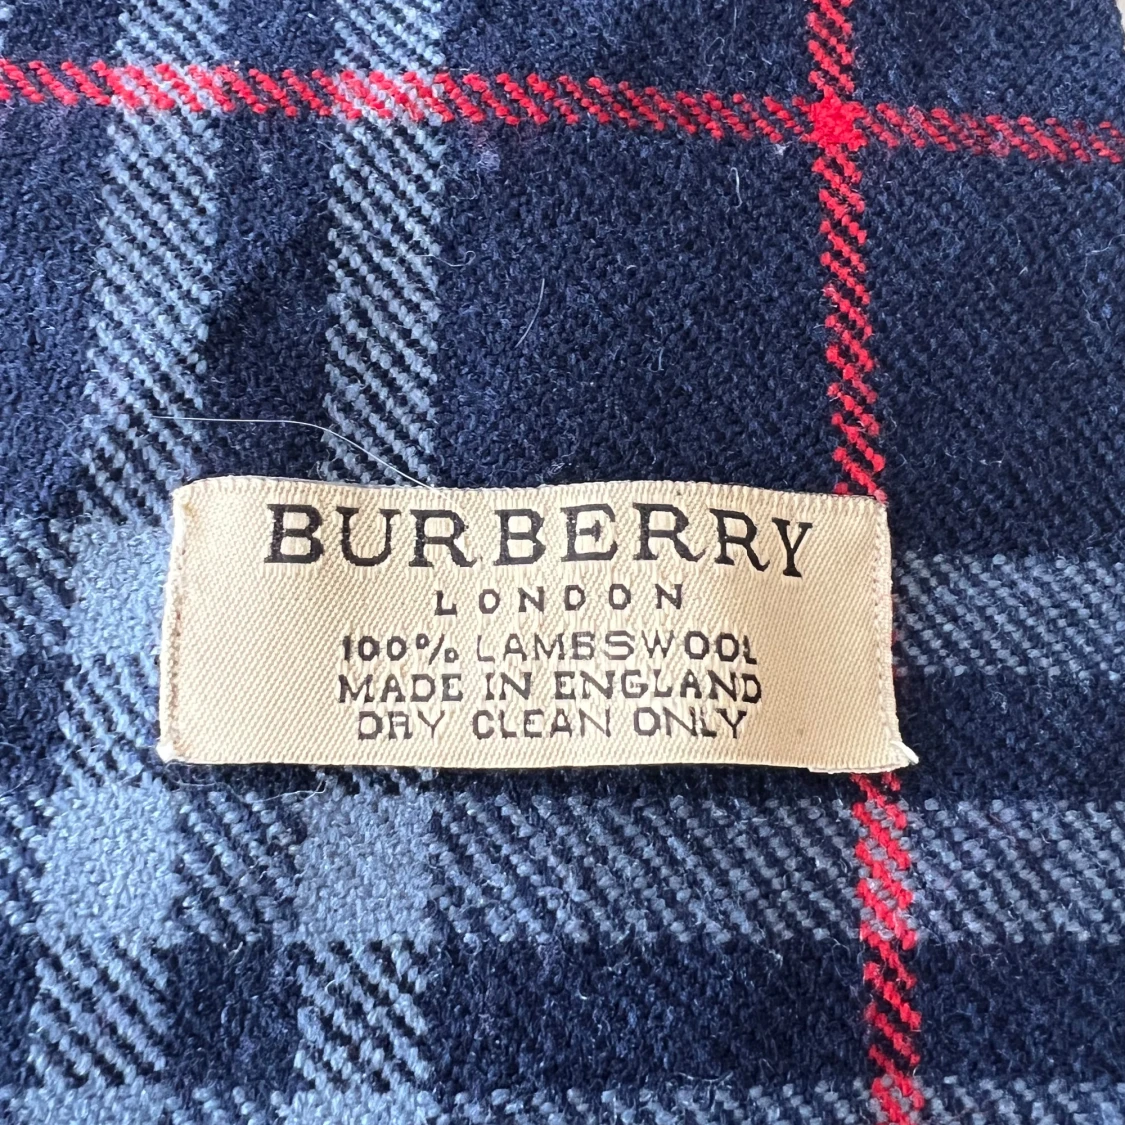 BURBERRY
LONDON
100% LAMBSWOOL
MADE IN ENGLAND
DRY CLEAN ONLY